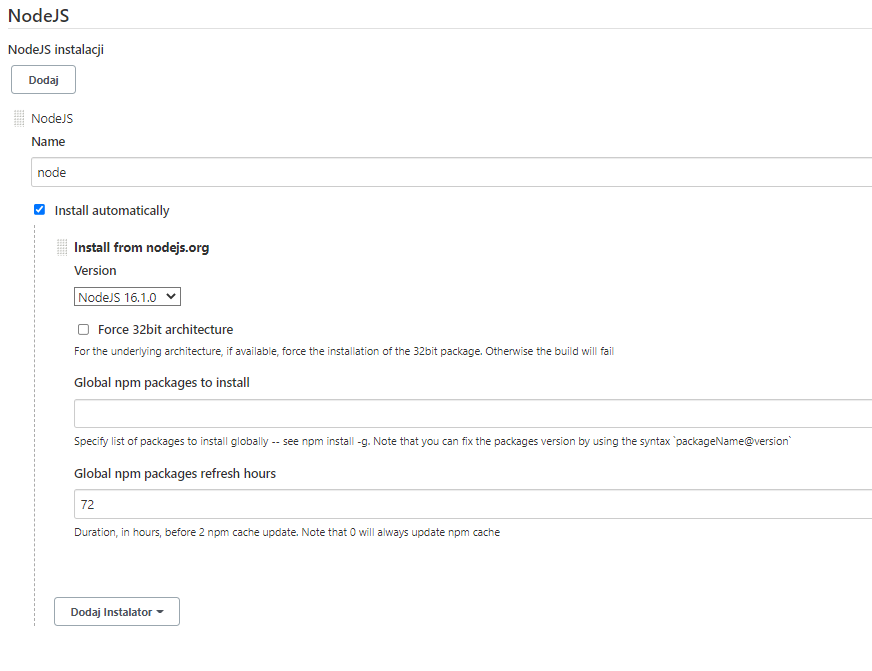 NodeJS
NodeJS instalacji
Dodaj
NodeJS
Name
node
Install automatically
Install from nodejs.org
Version
NodeJS 16.1.0
Force 32bit architecture
For the underlying architecture, if available, force the installation of the 32bit package. Otherwise the build will fail
Global npm packages to install
Specify list of packages to install globally -- see npm install -g. Note that you can fix the packages version by using the syntax `packageName@version`
Global npm packages refresh hours
72
Duration, in hours, before 2 npm cache update. Note that 0 will always update npm cache
Dodaj Instalator